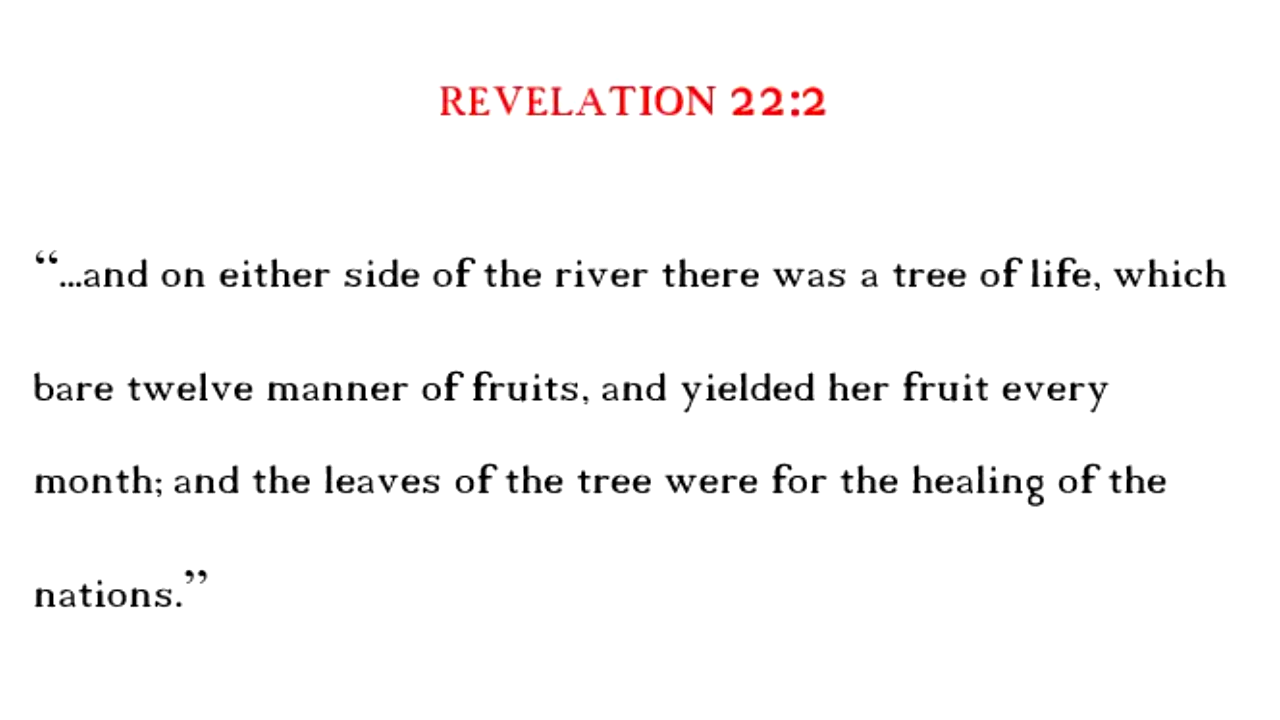 REVELATION 22:2
“...and on either side of the river there was a tree of life, which
bare twelve manner of fruits, and yielded her fruit every
month; and the leaves of the tree were for the healing of the
nations.”